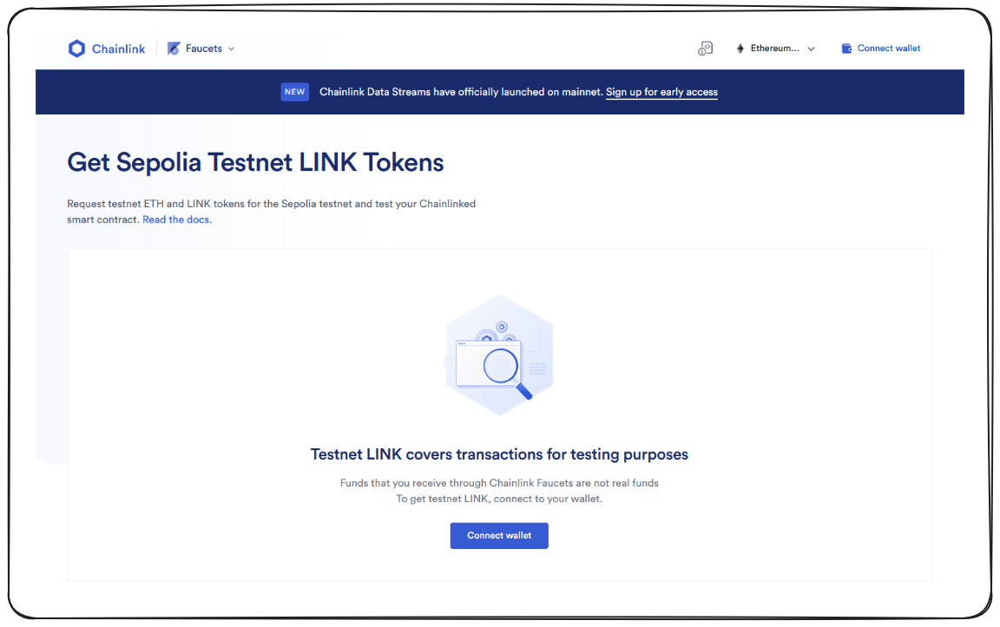 Chainlink Faucets Ethereum... Connect wallet
NEW Chainlink Data Streams have officially launched on mainnet. Sign up for early access
Get Sepolia Testnet LINK Tokens
Request testnet ETH and LINK tokens for the Sepolia testnet and test your Chainlinked
smart contract. Read the docs.
Testnet LINK covers transactions for testing purposes
Funds that you receive through Chainlink Faucets are not real funds
To get testnet LINK, connect to your wallet.
Connect wallet